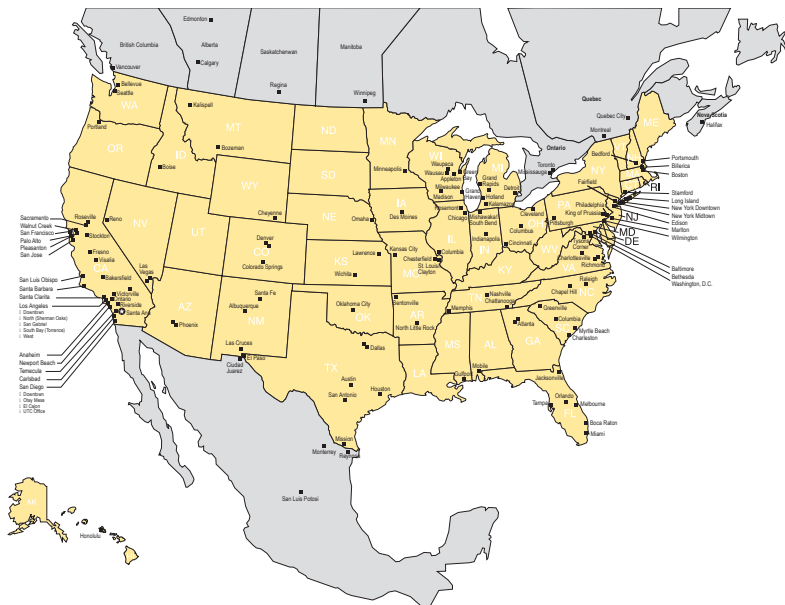 Edmonton
British Columbia
Alberta
Saskatchewan
Manitoba
Calgary
Vancouver
Regina
Winnipeg
Quebec
Quebec City
Nova Scotia
Halifax
Montreal
Ontario
Toronto
Mississauga
Bellevue
Seattle
WA
Kalispell
Portland
OR
MT
Bozeman
ID
Boise
ND
SD
WY
Cheyenne
NE
Omaha
MN
Minneapolis
WI
Waupaca
Wausau
Green
Bay
Appleton
Milwaukee
Madison
Rosemont
Chicago
MI
Grand
Rapids
Grand
Haven
Holland
Kalamazoo
Detroit
Mishawaka/
South Bend
IA
Des Moines
IL
IN
Indianapolis
OH
Cleveland
Columbus
Cincinnati
PA
Pittsburgh
Philadelphia
King of Prussia
NY
Fairfield
Bedford
VT
ME
Portsmouth
Billerica
Boston
RI
Stamford
Long Island
New York Downtown
New York Midtown
Edison
Marlton
Wilmington
NJ
MD
DE
Baltimore
Bethesda
Washington, D.C.
Tysons
Corner
Charlottesville
Richmond
VA
WV
KY
Raleigh
Chapel Hill
NC
Greenville
Columbia
SC
Myrtle Beach
Charleston
TN
Nashville
Chattanooga
Memphis
Atlanta
GA
AL
MS
Mobile
Gulfport
LA
AR
Bentonville
North Little Rock
MO
Columbia
Chesterfield
St. Louis
Clayton
Kansas City
Lawrence
KS
Wichita
OK
Oklahoma City
TX
Dallas
Austin
San Antonio
Houston
Mission
Reynosa
Monterrey
San Luis Potosi
Jacksonville
Orlando
Tampa
Melbourne
FL
Boca Raton
Miami
Denver
CO
Colorado Springs
UT
NV
Reno
Las
Vegas
AZ
Phoenix
NM
Santa Fe
Albuquerque
Las Cruces
El Paso
Ciudad
Juarez
CA
Sacramento
Roseville
Walnut Creek
San Francisco
Palo Alto
Pleasanton
San Jose
Stockton
Fresno
Visalia
San Luis Obispo
Bakersfield
Santa Barbara
Santa Clarita
Victorville
Ontario
Riverside
Santa Ana
Los Angeles
Downtown
North (Sherman Oaks)
San Gabriel
South Bay (Torrance)
West
Anaheim
Newport Beach
Temecula
Carlsbad
San Diego
Downtown
Otay Mesa
El Cajon
UTC Office
AK
Honolulu